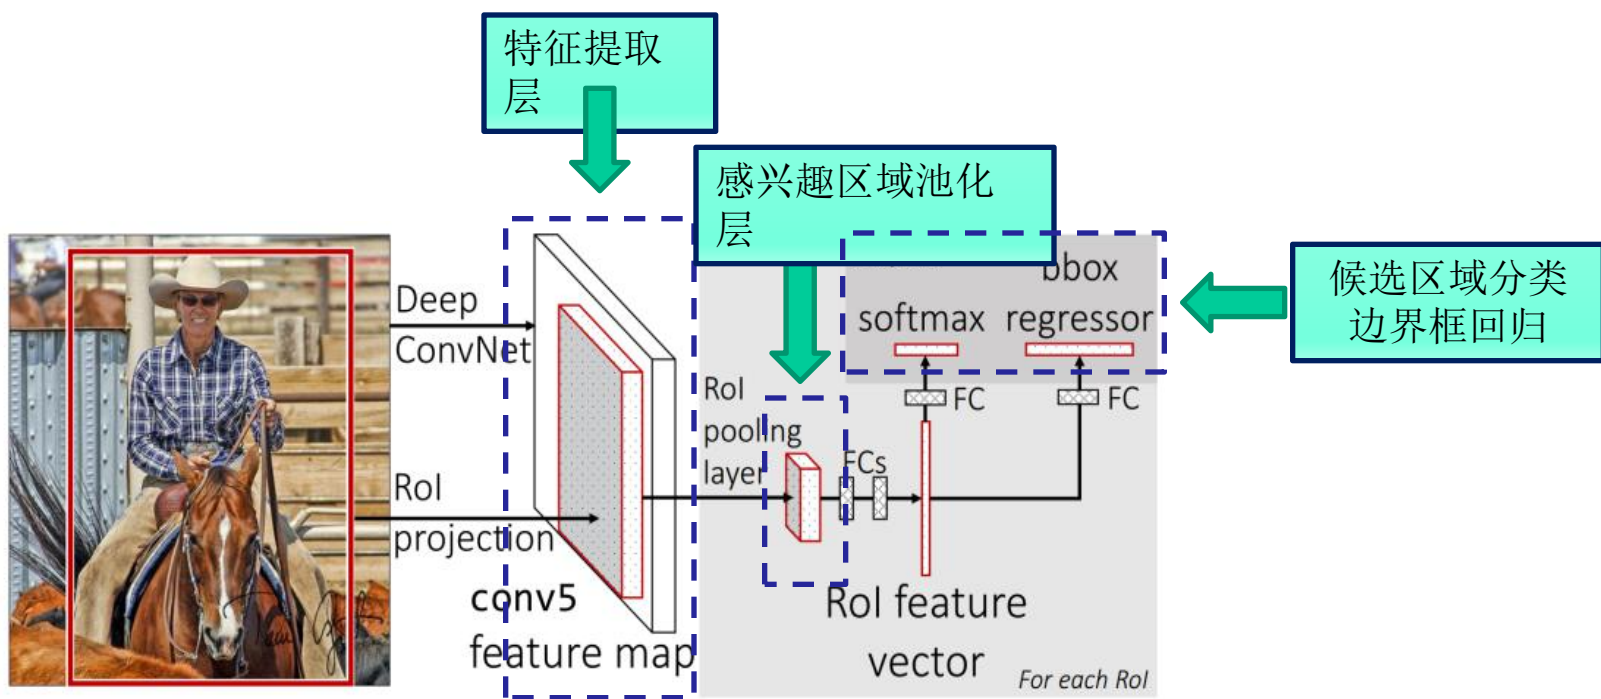 特征提取
层
感兴趣区域池化
层
候选区域分类
边界框回归
Deep
ConvNet
RoI
projection
conv5
feature map
RoI
pooling
layer
FCs
softmax
bbox
regressor
FC
FC
RoI feature
vector
For each RoI